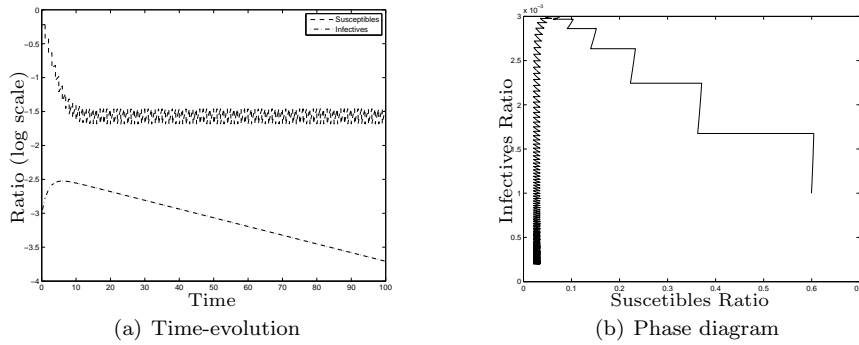 Susceptibles
Infectives
0
−0.5
−1
−1.5
−2
−2.5
−3
−3.5
−4
Ratio (log scale)
0 10 20 30 40 50 60 70 80 90 100
Time
(a) Time-evolution
x 10⁻³
3
2.5
2
1.5
1
0.5
0
Infectives Ratio
0 0.1 0.2 0.3 0.4 0.5 0.6 0.7
Suscetibles Ratio
(b) Phase diagram